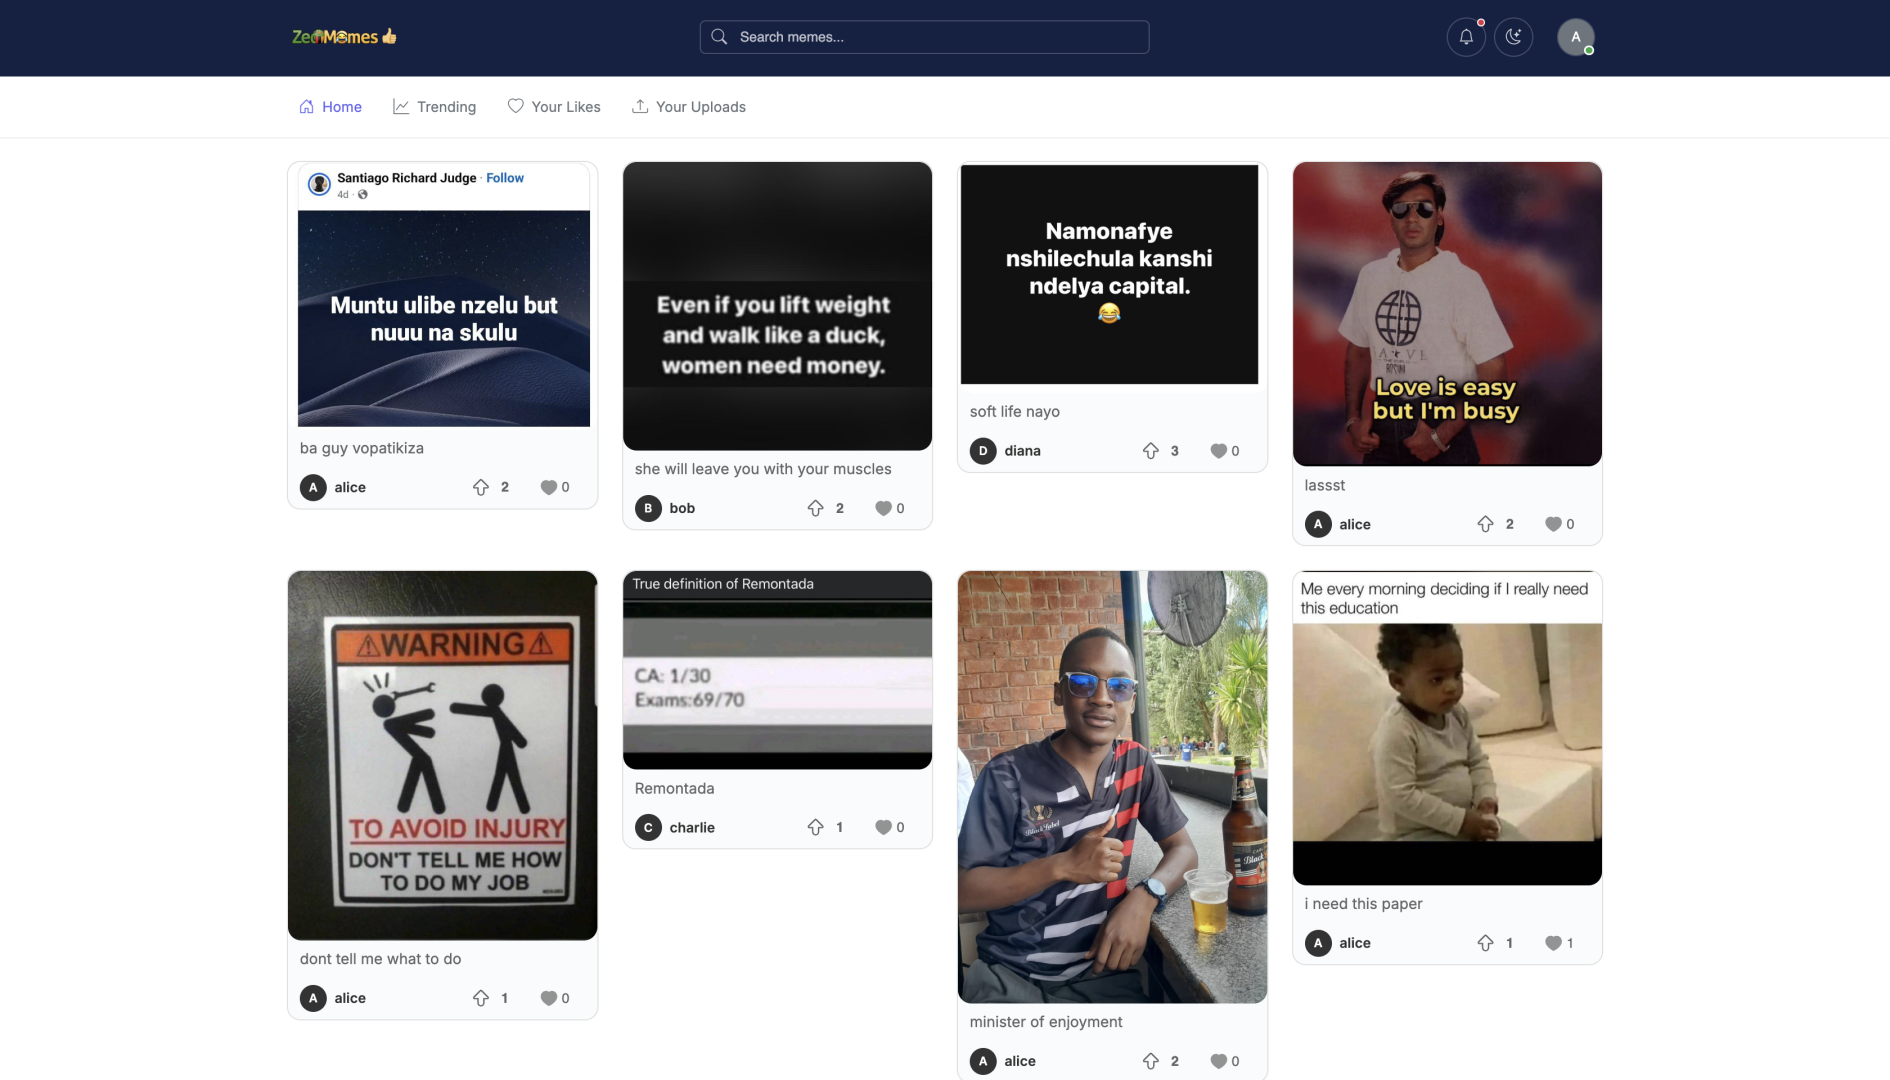 ZedMemes
Search memes...
A
Home
Trending
Your Likes
Your Uploads
Santiago Richard Judge · Follow
4d ·
Muntu ulibe nzelu but
nuuu na skulu
ba guy vopatikiza
A alice 2 0
Even if you lift weight
and walk like a duck,
women need money.
she will leave you with your muscles
B bob 2 0
Namonafye
nshilechula kanshi
ndelya capital.
😂
soft life nayo
D diana 3 0
Love is easy
but I'm busy
lassst
A alice 2 0
WARNING
TO AVOID INJURY
DON'T TELL ME HOW
TO DO MY JOB
dont tell me what to do
A alice 1 0
True definition of Remontada
CA: 1/30
Exams:69/70
Remontada
C charlie 1 0
Black Label
Black
minister of enjoyment
A alice 2 0
Me every morning deciding if I really need
this education
i need this paper
A alice 1 1